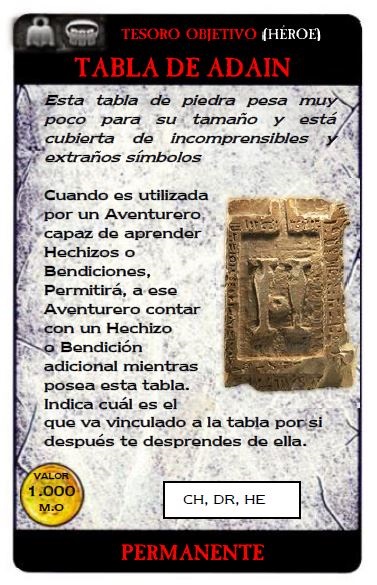 TESORO OBJETIVO (HÉROE)
TABLA DE ADAIN
Esta tabla de piedra pesa muy
poco para su tamaño y está
cubierta de incomprensibles y
extraños símbolos
Cuando es utilizada
por un Aventurero
capaz de aprender
Hechizos o
Bendiciones,
Permitirá, a ese
Aventurero contar
con un Hechizo
o Bendición
adicional mientras
posea esta tabla.
Indica cuál es el
que va vinculado a la tabla por si
después te desprendes de ella.
VALOR
1.000
M.O
CH, DR, HE
PERMANENTE